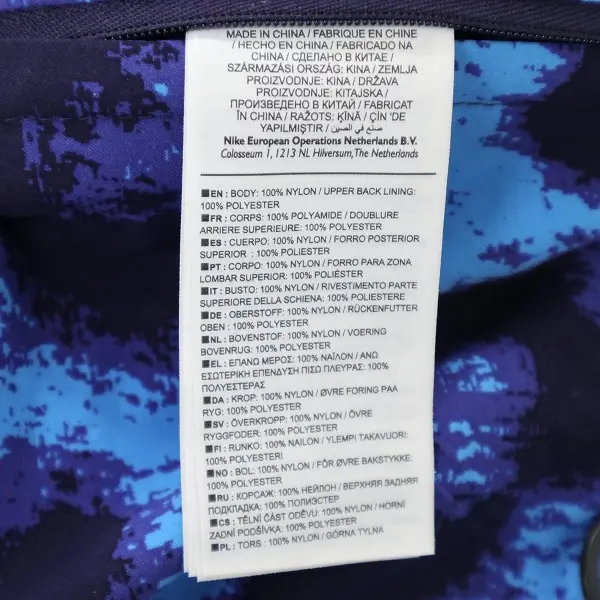 MADE IN CHINA / FABRIQUE EN CHINE
/ HECHO EN CHINA / FABRICADO NA
CHINA / СДЕЛАНО В КИТАЕ /
SZÁRMAZÁSI ORSZÁG: KINA / ZEMLJA
PROIZVODNJE: KINA / DRŽAVA
PROIZVODNJE: KITAJSKA /
ПРОИЗВЕДЕНО В КИТАЙ / FABRICAT
ÎN CHINA / RAŽOTS: ĶĪNĀ / ÇİN 'DE
YAPILMIŞTIR / صنع في الصين
Nike European Operations Netherlands B.V.
Colosseum 1, 1213 NL Hilversum, The Netherlands
EN : BODY: 100% NYLON / UPPER BACK LINING:
100% POLYESTER
FR : CORPS: 100% POLYAMIDE / DOUBLURE
ARRIERE SUPERIEURE: 100% POLYESTER
ES : CUERPO: 100% NYLON / FORRO POSTERIOR
SUPERIOR : 100% POLIESTER
PT : CORPO: 100% NYLON / FORRO PARA ZONA
LOMBAR SUPERIOR: 100% POLIÉSTER
IT : BUSTO: 100% NYLON / RIVESTIMENTO PARTE
SUPERIORE DELLA SCHIENA: 100% POLIESTERE
DE : OBERSTOFF: 100% NYLON / RÜCKENFUTTER
OBEN : 100% POLYESTER
NL : BOVENSTOF: 100% NYLON / VOERING
BOVENRUG: 100% POLYESTER
EL : ΕΠΑΝΩ ΜΕΡΟΣ: 100% ΝΑΪΛΟΝ / ΑΝΩ
ΕΣΩΤΕΡΙΚΗ ΕΠΕΝΔΥΣΗ ΠΙΣΩ ΠΛΕΥΡΑΣ: 100%
ΠΟΛΥΕΣΤΕΡΑΣ
DA : KROP: 100% NYLON / ØVRE FORING PAA
RYG: 100% POLYESTER
SV : ÖVERKROPP: 100% NYLON / ÖVRE
RYGGFODER: 100% POLYESTER
FI : RUNKO: 100% NAILON / YLEMPI TAKAVUORI:
100% POLYESTERI
NO : BOL: 100% NYLON / FÔR ØVRE BAKSTYKKE:
100% POLYESTER
RU : КОРСАЖ: 100% НЕЙЛОН / ВЕРХНЯЯ ЗАДНЯЯ
ПОДКЛАДКА: 100% ПОЛИЭСТЕР
CS : TĚLNÍ ČÁST ODĚVU: 100% NYLON / HORNÍ
ZADNÍ PODŠÍVKA: 100% POLYESTER
PL : TORS : 100% NYLON / GÓRNA TYLNA